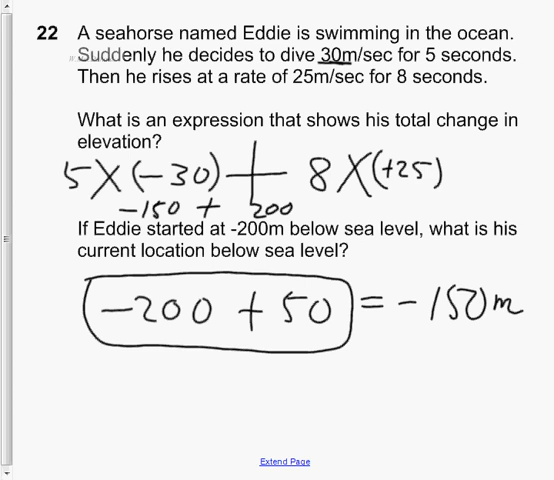 22 A seahorse named Eddie is swimming in the ocean.
Suddenly he decides to dive 30m/sec for 5 seconds.
Then he rises at a rate of 25m/sec for 8 seconds.
What is an expression that shows his total change in
elevation?
5 X (-30) + 8 X (+25)
-150 + 200
If Eddie started at -200m below sea level, what is his
current location below sea level?
-200 + 50 = -150m
Extend Page